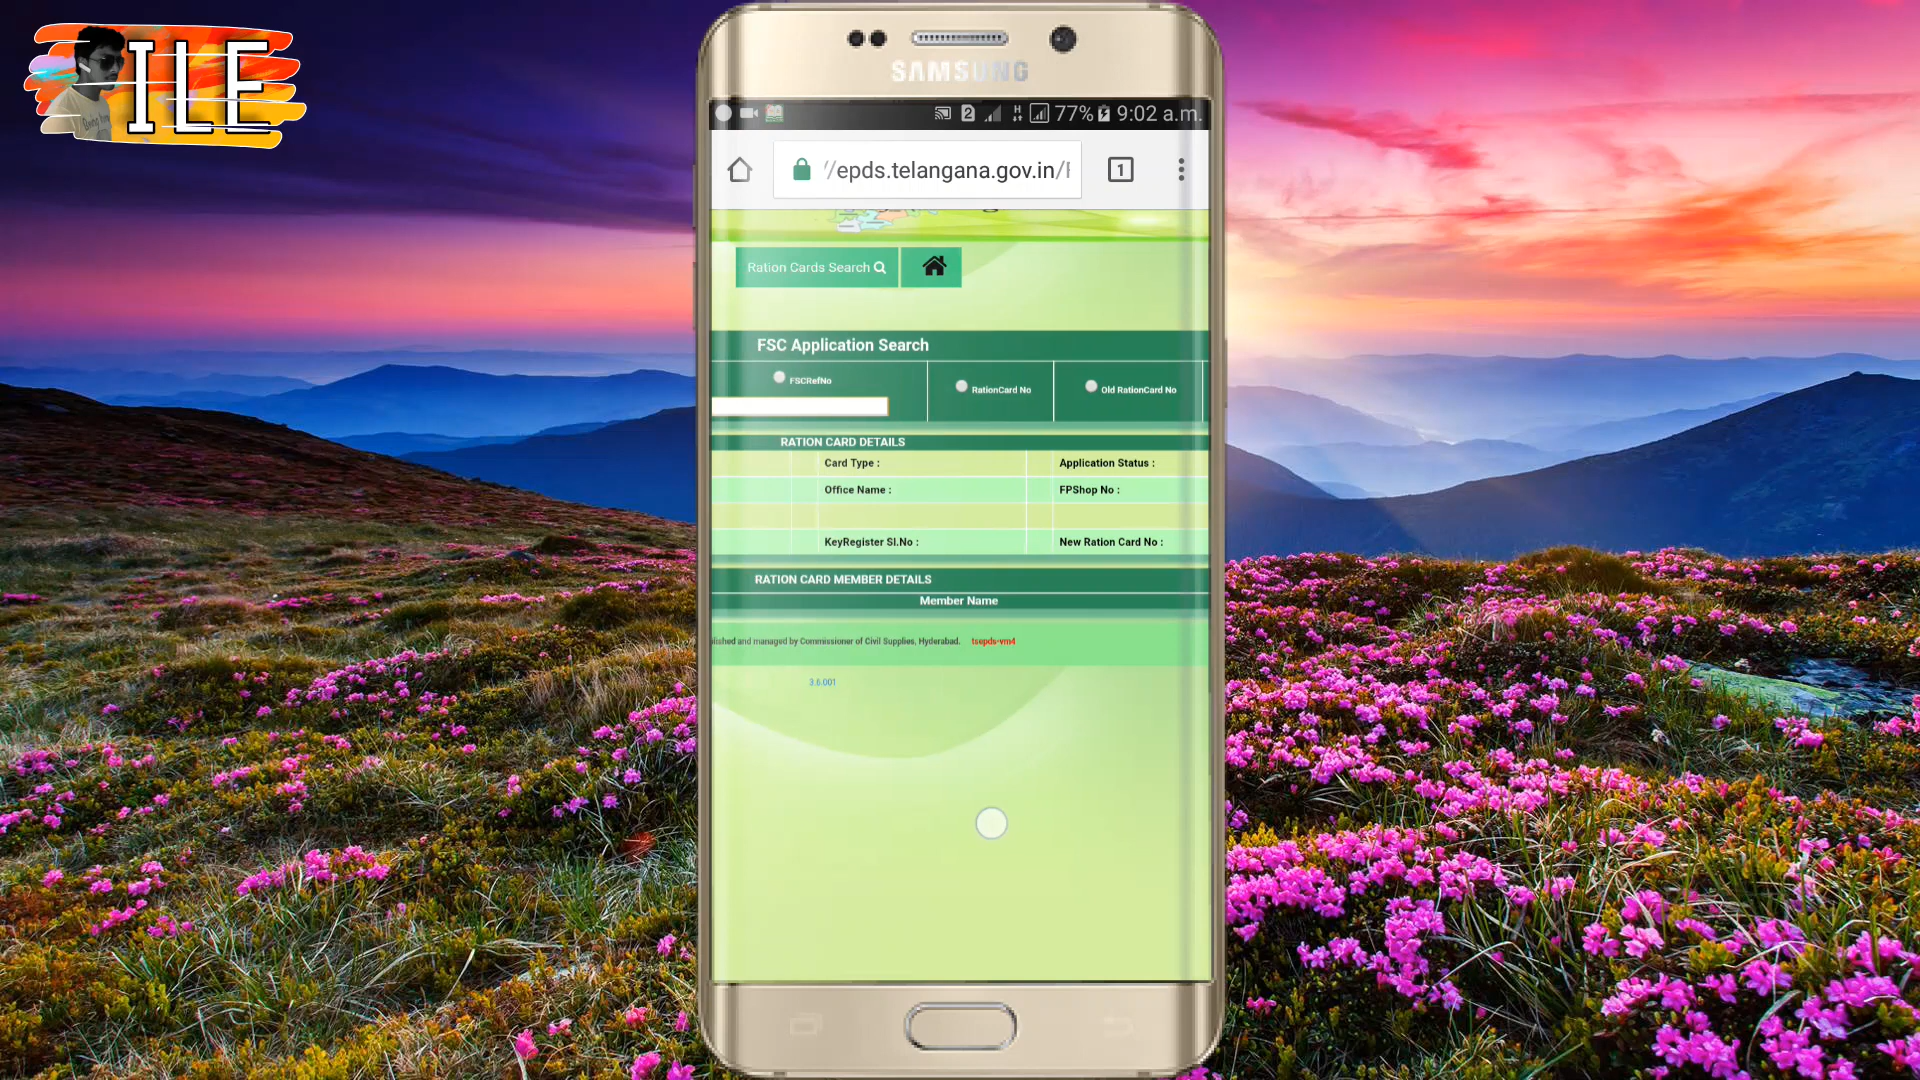 ILE
SAMSUNG
2 77% 9:02 a.m.
//epds.telangana.gov.in/ 1
Ration Cards Search
FSC Application Search
FSCRefNo RationCard No Old RationCard No
RATION CARD DETAILS
Card Type : Application Status :
Office Name : FPShop No :
KeyRegister Sl.No : New Ration Card No :
RATION CARD MEMBER DETAILS
Member Name
lished and managed by Commissioner of Civil Supplies, Hyderabad. tsepds-vm4
3.6.001